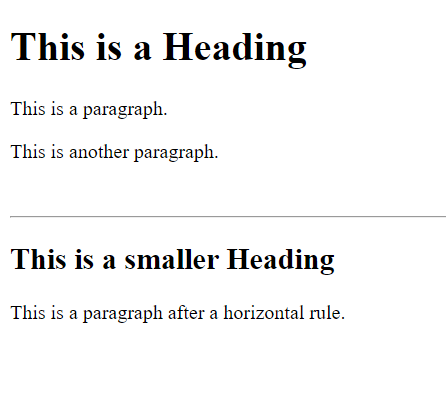 This is a Heading
This is a paragraph.
This is another paragraph.
This is a smaller Heading
This is a paragraph after a horizontal rule.